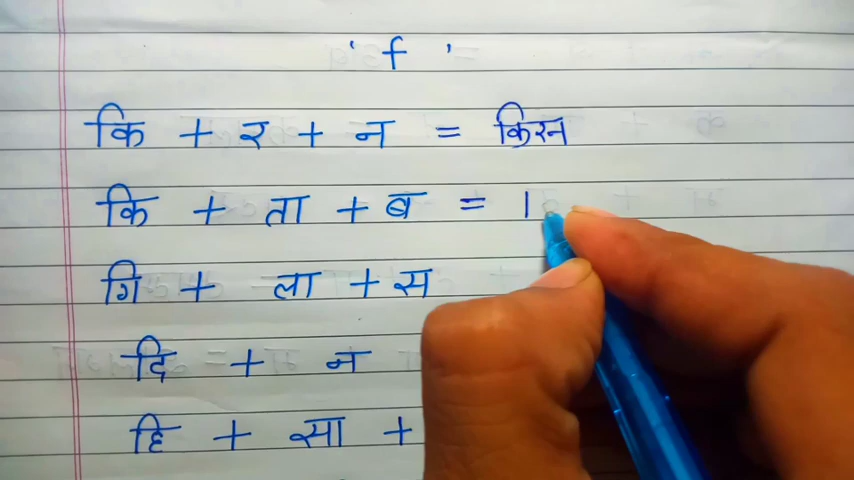 ' ि '
कि + र + न = किरन
कि + ता + ब = ।
गि + ला + स
दि + न
हि + सा +